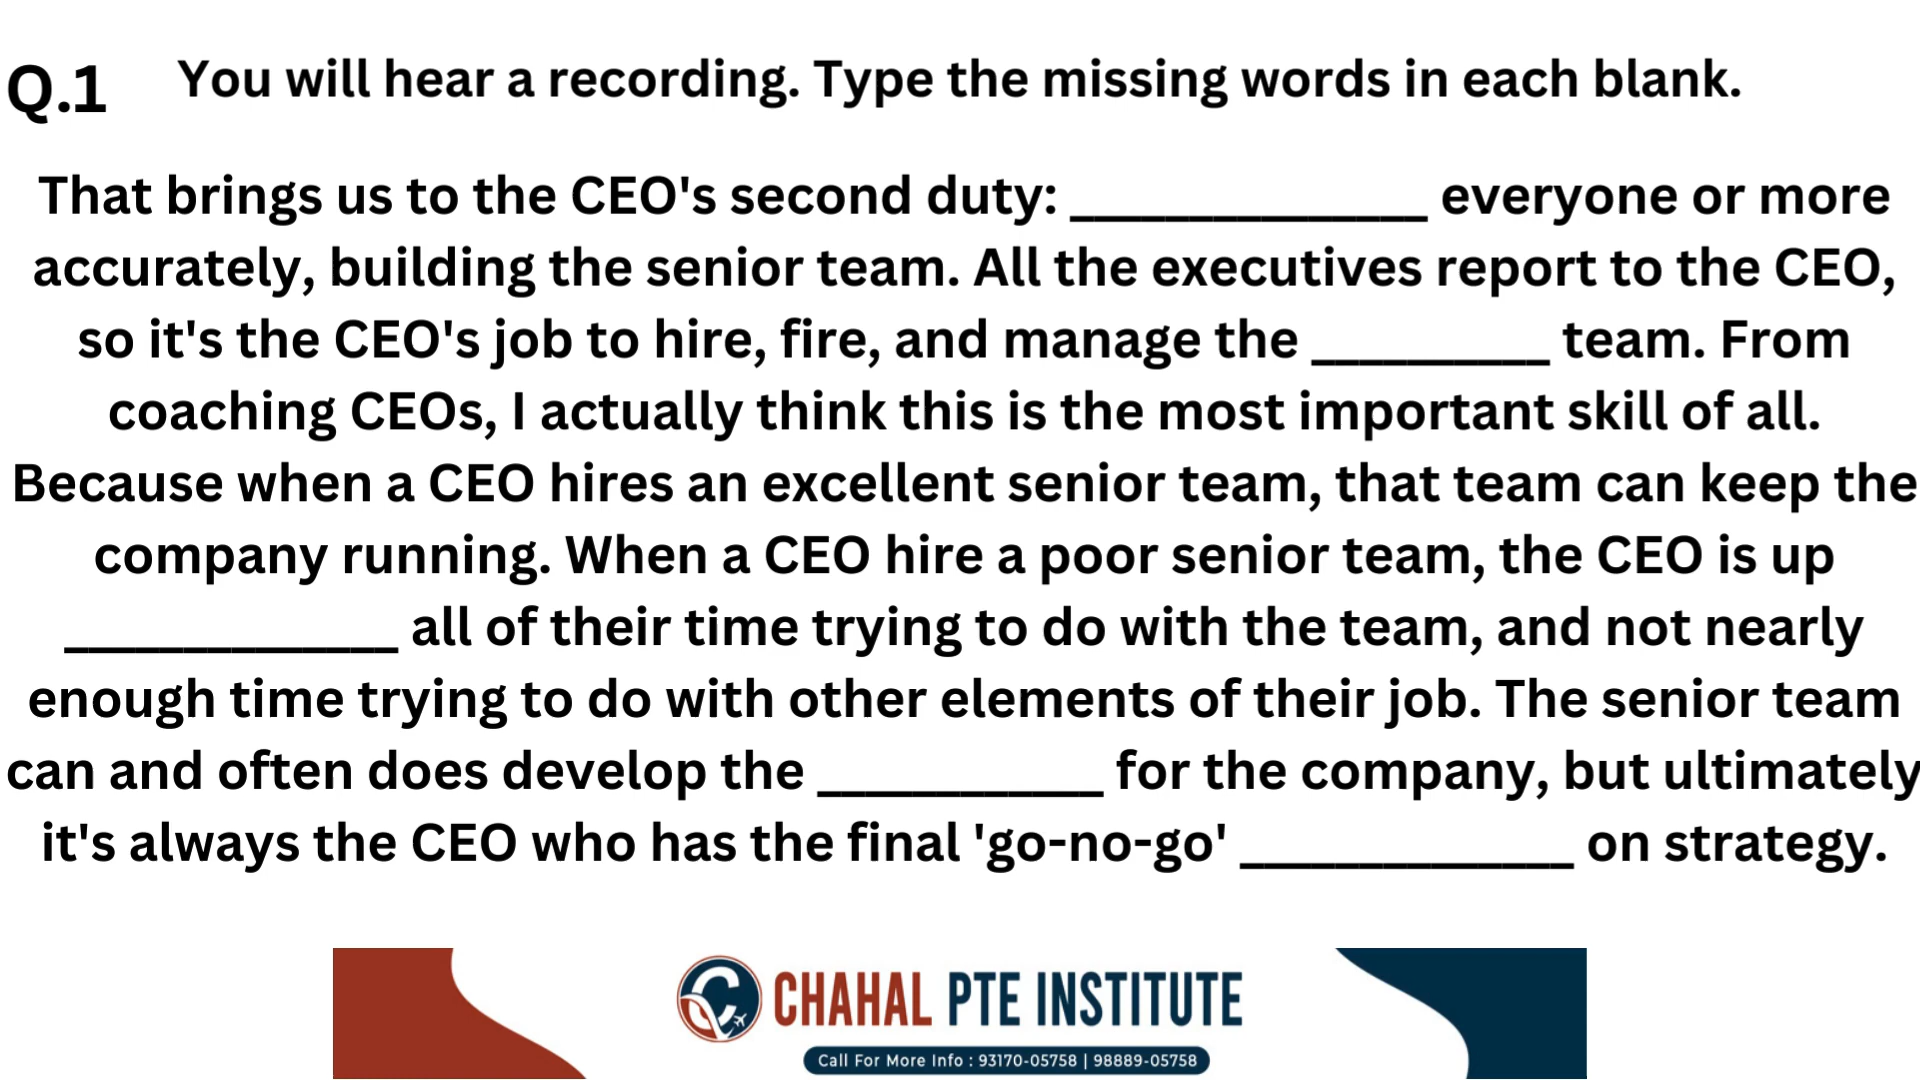 Q.1 You will hear a recording. Type the missing words in each blank.
That brings us to the CEO's second duty: _______________ everyone or more
accurately, building the senior team. All the executives report to the CEO,
so it's the CEO's job to hire, fire, and manage the __________ team. From
coaching CEOs, I actually think this is the most important skill of all.
Because when a CEO hires an excellent senior team, that team can keep the
company running. When a CEO hire a poor senior team, the CEO is up
______________ all of their time trying to do with the team, and not nearly
enough time trying to do with other elements of their job. The senior team
can and often does develop the ____________ for the company, but ultimately
it's always the CEO who has the final 'go-no-go' ______________ on strategy.
CHAHAL PTE INSTITUTE
Call For More Info : 93170-05758 | 98889-05758